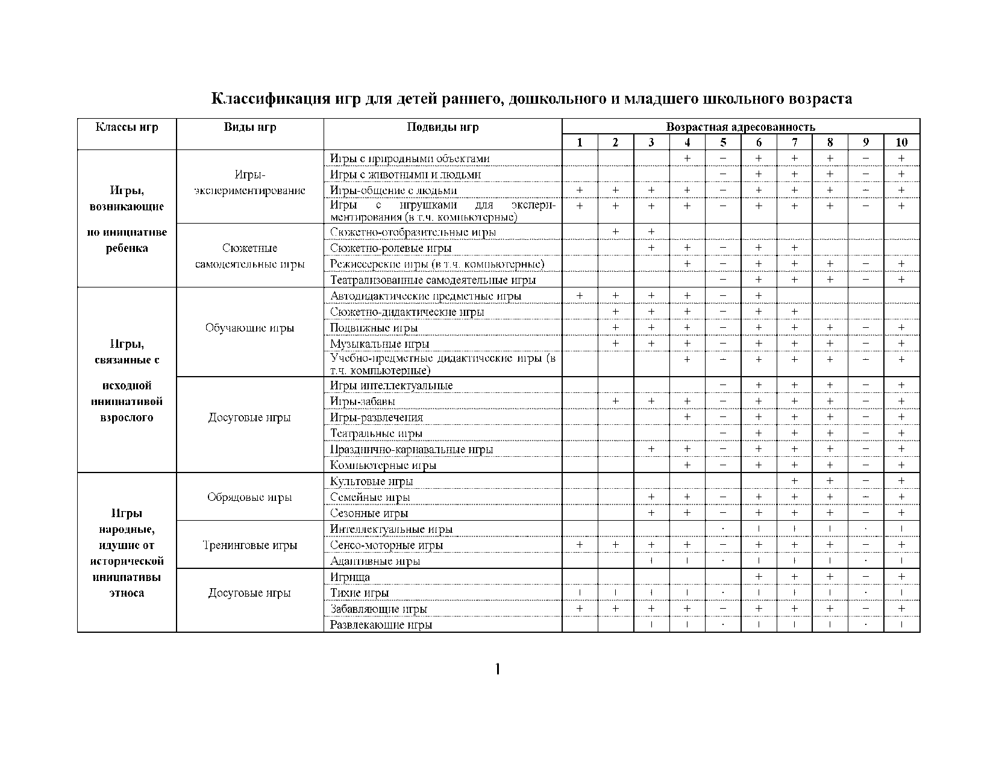 Классификация игр для детей раннего, дошкольного и младшего школьного возраста
Классы игр Виды игр Подвиды игр Возрастная адресованность
1 2 3 4 5 6 7 8 9 10
Игры с природными объектами + − + + + − +
Игры- Игры с животными и людьми − + + + − +
Игры, экспериментирование Игры-общение с людьми + + + + − + + + − +
возникающие Игры с игрушками для экспери- + + + + − + + + − +
ментирования (в т.ч. компьютерные)
по инициативе Сюжетно-отобразительные игры + +
ребенка Сюжетные Сюжетно-ролевые игры + + − + +
самодеятельные игры Режиссерские игры (в т.ч. компьютерные) + − + + + − +
Театрализованные самодеятельные игры − + + + − +
Автодидактические предметные игры + + + + − +
Сюжетно-дидактические игры + + + − + +
Обучающие игры Подвижные игры + + + − + + + − +
Игры, Музыкальные игры + + + − + + + − +
связанные с Учебно-предметные дидактические игры (в + − + + + − +
т.ч. компьютерные)
исходной Игры интеллектуальные − + + + − +
инициативой Игры-забавы + + + − + + + − +
взрослого Досуговые игры Игры-развлечения + − + + + − +
Театральные игры − + + + − +
Празднично-карнавальные игры + + − + + + − +
Компьютерные игры + − + + + − +
Культовые игры + + − +
Обрядовые игры Семейные игры + + − + + + − +
Игры Сезонные игры + + − + + + − +
народные, Интеллектуальные игры − + + + − +
идущие от Тренинговые игры Сенсо-моторные игры + + + + − + + + − +
исторической Адаптивные игры + + − + + + − +
инициативы Игрища + + + − +
этноса Досуговые игры Тихие игры + + + + − + + + − +
Забавляющие игры + + + + − + + + − +
Развлекающие игры + + − + + + − +
1